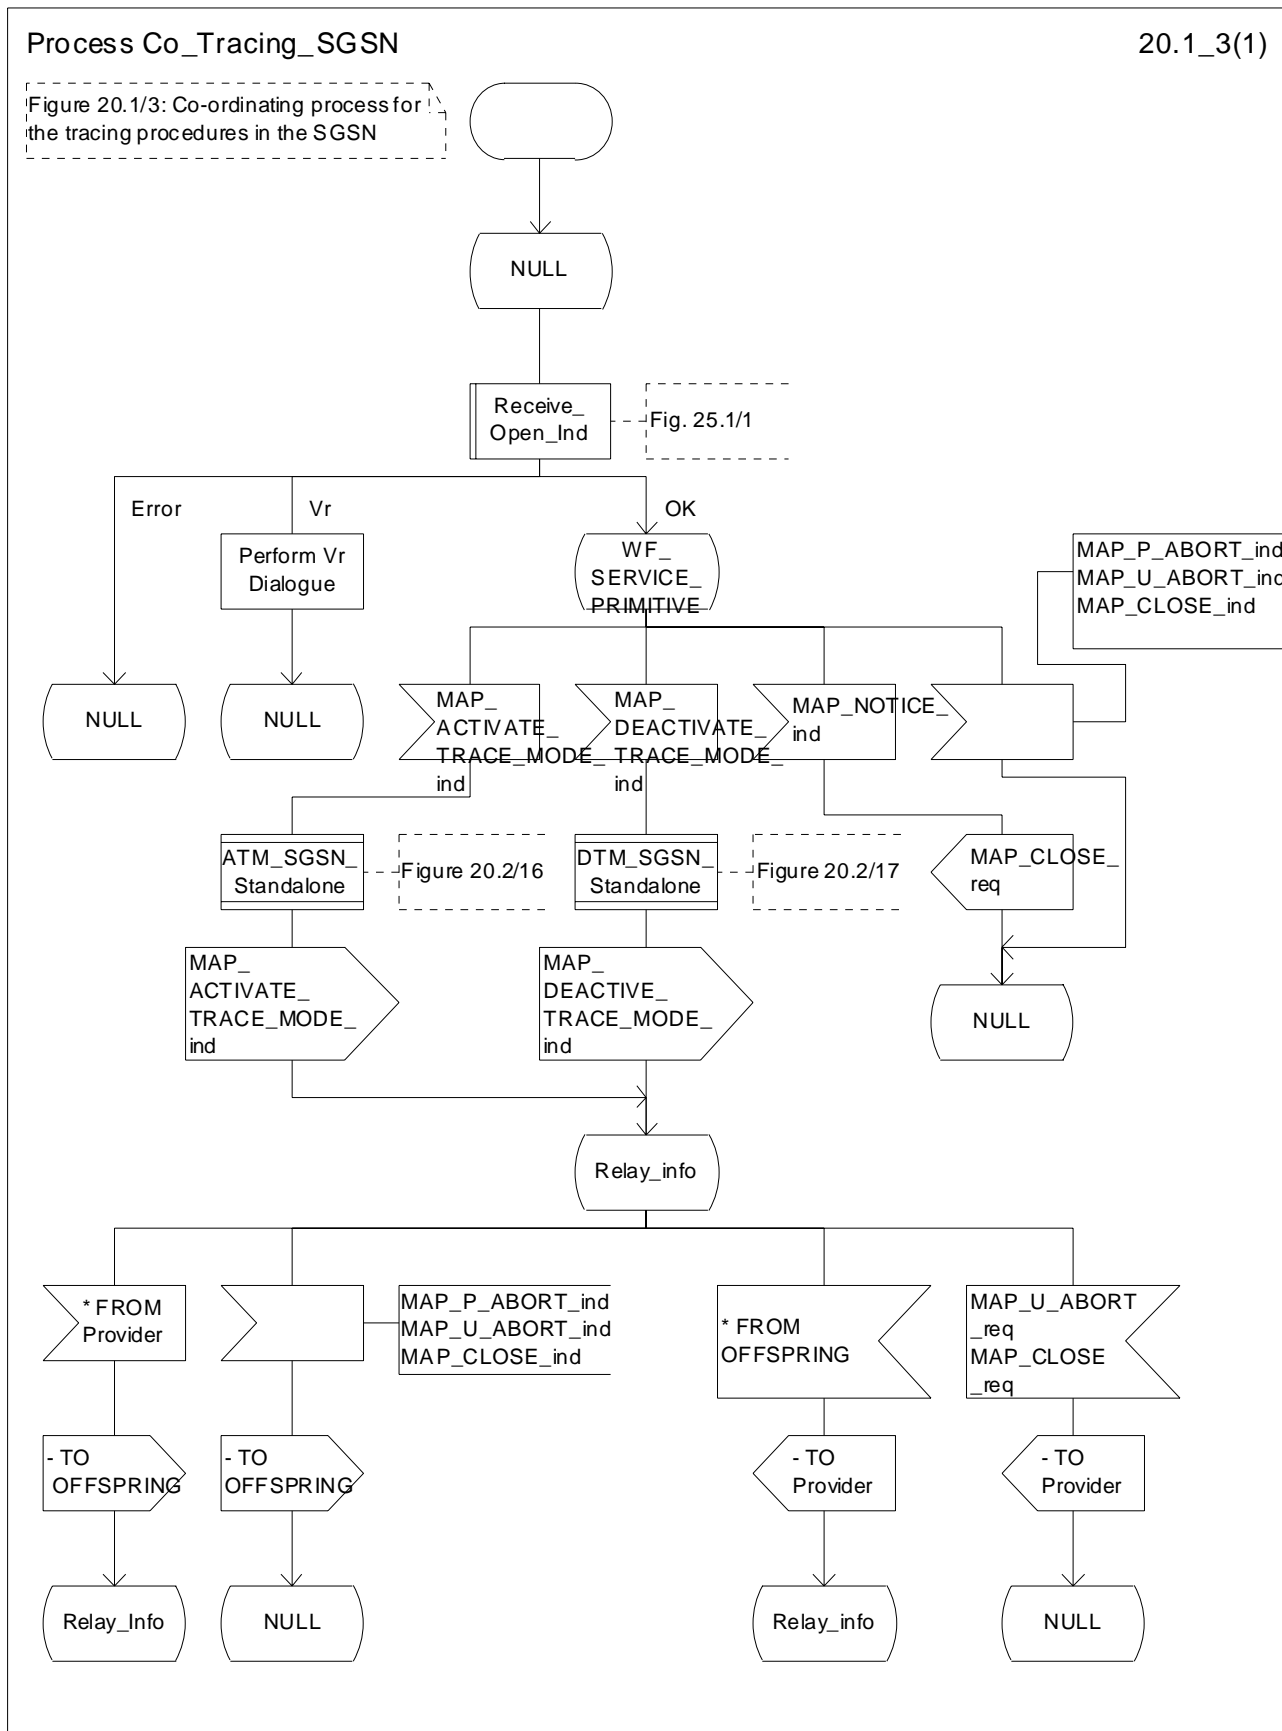 Process Co_Tracing_SGSN
20.1_3(1)
Figure 20.1/3: Co-ordinating process for
the tracing procedures in the SGSN
NULL
Receive_
Open_Ind
Fig. 25.1/1
Error
Vr
OK
Perform Vr
Dialogue
WF_
SERVICE_
PRIMITIVE
MAP_P_ABORT_ind
MAP_U_ABORT_ind
MAP_CLOSE_ind
NULL
NULL
MAP_
ACTIVATE_
TRACE_MODE_
ind
MAP_
DEACTIVATE_
TRACE_MODE_
ind
MAP_NOTICE_
ind
ATM_SGSN_
Standalone
Figure 20.2/16
DTM_SGSN_
Standalone
Figure 20.2/17
MAP_CLOSE_
req
MAP_
ACTIVATE_
TRACE_MODE_
ind
MAP_
DEACTIVE_
TRACE_MODE_
ind
NULL
Relay_info
* FROM
Provider
MAP_P_ABORT_ind
MAP_U_ABORT_ind
MAP_CLOSE_ind
* FROM
OFFSPRING
MAP_U_ABORT
_req
MAP_CLOSE
_req
- TO
OFFSPRING
- TO
OFFSPRING
- TO
Provider
- TO
Provider
Relay_Info
NULL
Relay_info
NULL